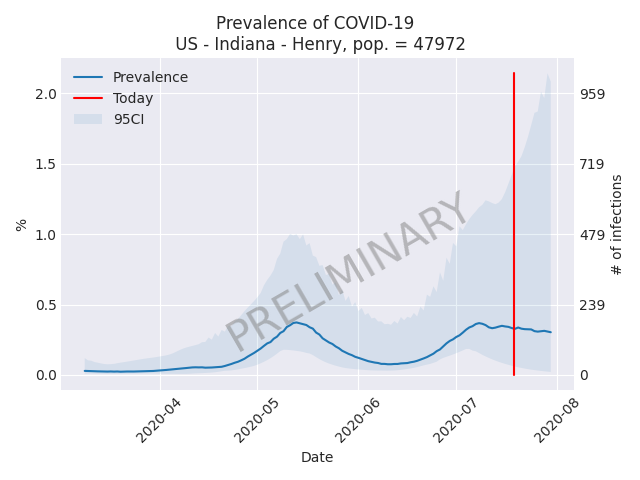 Prevalence of COVID-19
US - Indiana - Henry, pop. = 47972
Prevalence
Today
95CI
PRELIMINARY
%
2.0
1.5
1.0
0.5
0.0
# of infections
959
719
479
239
0
2020-04
2020-05
2020-06
2020-07
2020-08
Date